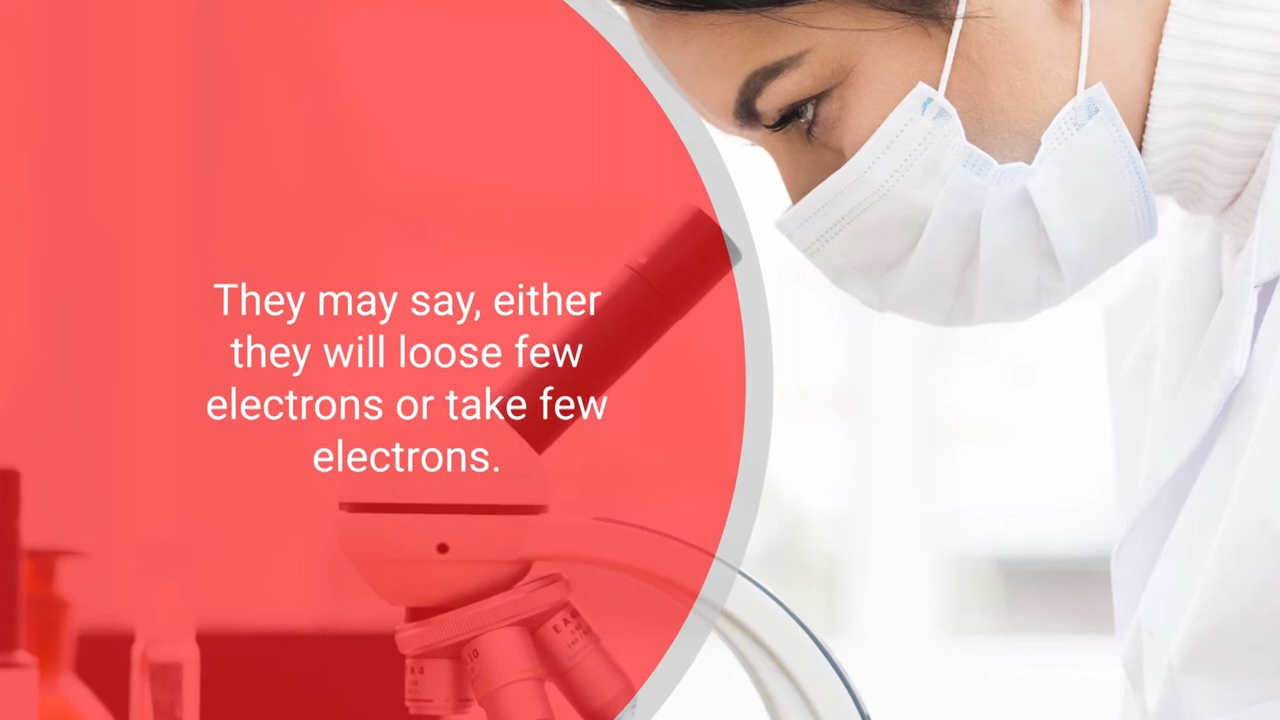 They may say, either
they will loose few
electrons or take few
electrons.